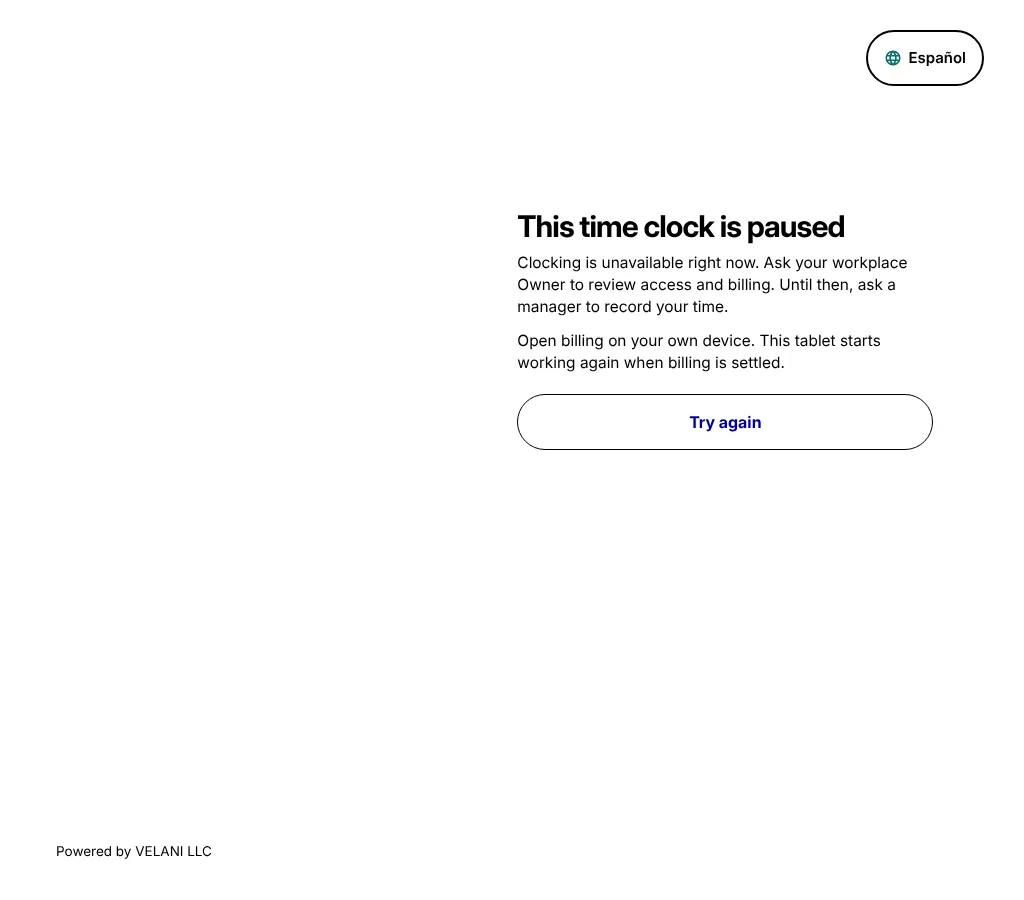 Español
This time clock is paused
Clocking is unavailable right now. Ask your workplace
Owner to review access and billing. Until then, ask a
manager to record your time.
Open billing on your own device. This tablet starts
working again when billing is settled.
Try again
Powered by VELANI LLC